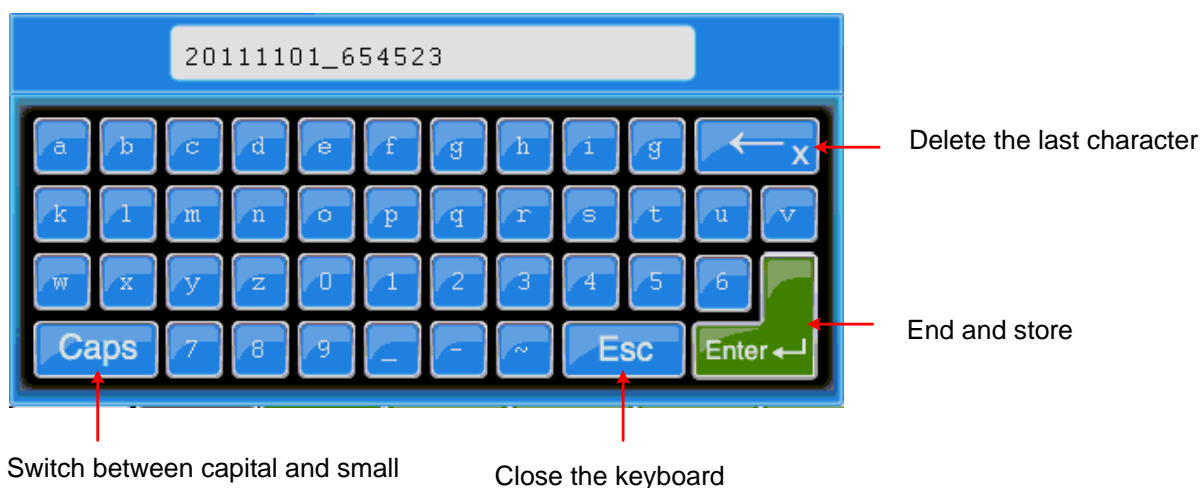 20111101_654523
a b c d e f g h i g ← x
Delete the last character
k l m n o p q r s t u v
w x y z 0 1 2 3 4 5 6
End and store
Caps 7 8 9 _ - ~ Esc Enter ↵
Switch between capital and small
Close the keyboard